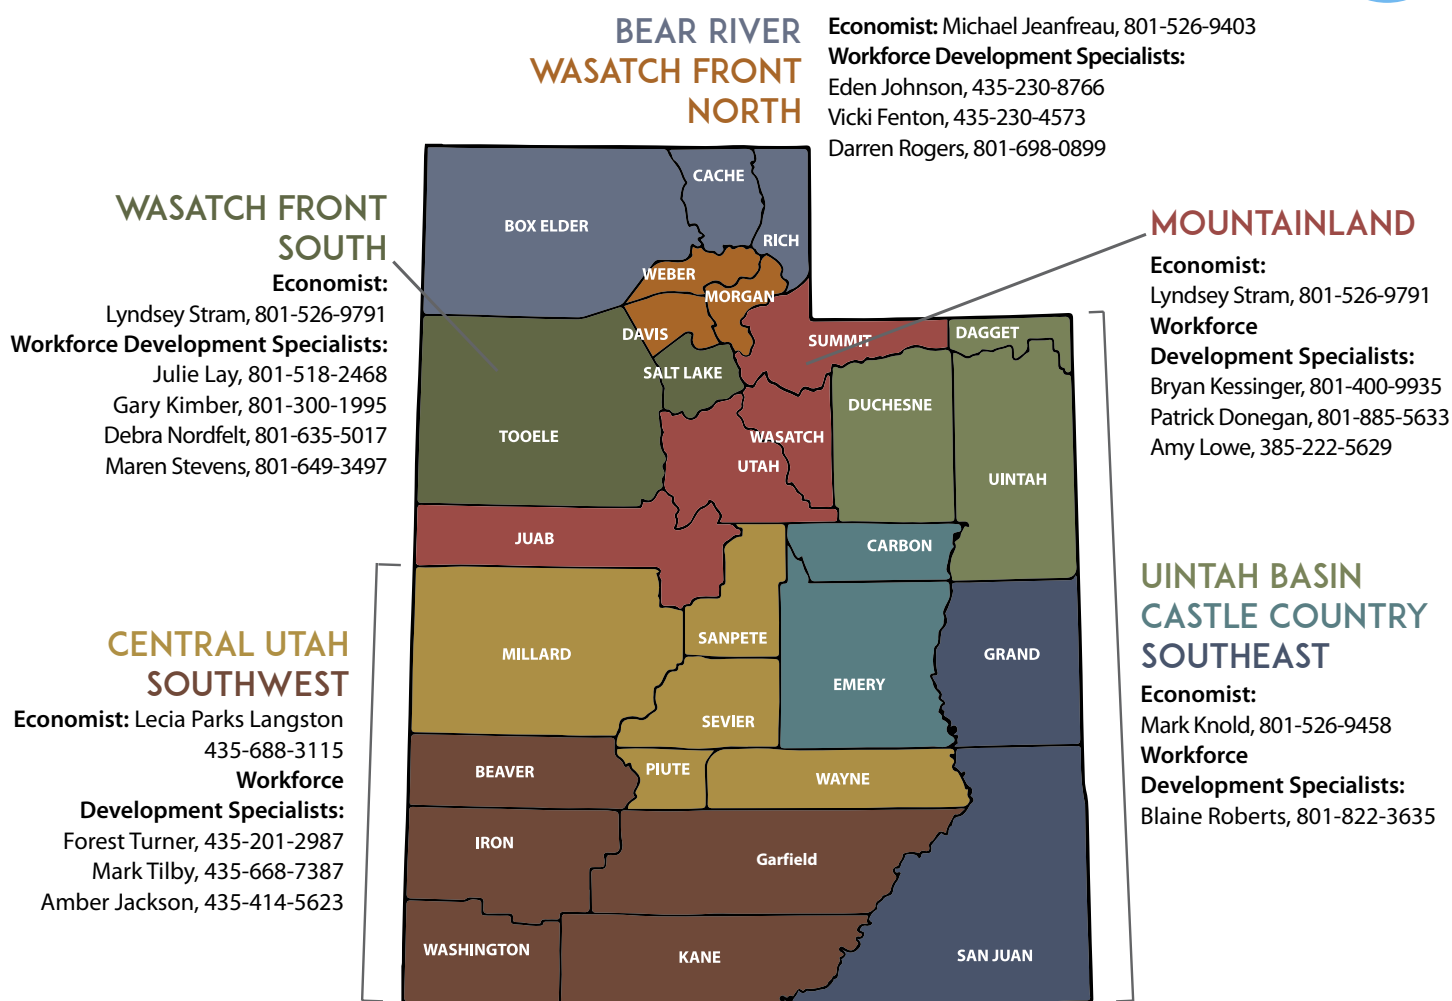 BEAR RIVER
WASATCH FRONT
NORTH
Economist: Michael Jeanfreau, 801-526-9403
Workforce Development Specialists:
Eden Johnson, 435-230-8766
Vicki Fenton, 435-230-4573
Darren Rogers, 801-698-0899
WASATCH FRONT
SOUTH
Economist:
Lyndsey Stram, 801-526-9791
Workforce Development Specialists:
Julie Lay, 801-518-2468
Gary Kimber, 801-300-1995
Debra Nordfelt, 801-635-5017
Maren Stevens, 801-649-3497
MOUNTAINLAND
Economist:
Lyndsey Stram, 801-526-9791
Workforce
Development Specialists:
Bryan Kessinger, 801-400-9935
Patrick Donegan, 801-885-5633
Amy Lowe, 385-222-5629
CENTRAL UTAH
SOUTHWEST
Economist: Lecia Parks Langston
435-688-3115
Workforce
Development Specialists:
Forest Turner, 435-201-2987
Mark Tilby, 435-668-7387
Amber Jackson, 435-414-5623
UINTAH BASIN
CASTLE COUNTRY
SOUTHEAST
Economist:
Mark Knold, 801-526-9458
Workforce
Development Specialists:
Blaine Roberts, 801-822-3635
CACHE
BOX ELDER
RICH
WEBER
MORGAN
DAVIS
SUMMIT
DAGGET
SALT LAKE
DUCHESNE
TOOELE
WASATCH
UTAH
UINTAH
JUAB
CARBON
SANPETE
MILLARD
GRAND
EMERY
SEVIER
BEAVER
PIUTE
WAYNE
IRON
Garfield
WASHINGTON
KANE
SAN JUAN